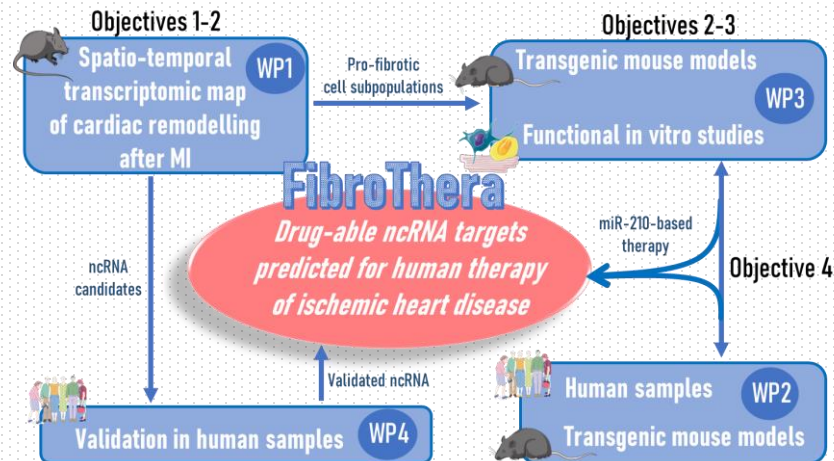 Objectives 1-2
Spatio-temporal
transcriptomic map
of cardiac remodelling
after MI
WP1
Pro-fibrotic
cell subpopulations
Objectives 2-3
Transgenic mouse models
WP3
Functional in vitro studies
FibroThera
Drug-able ncRNA targets
predicted for human therapy
of ischemic heart disease
ncRNA
candidates
miR-210-based
therapy
Objective 4
Validated ncRNA
Validation in human samples
WP4
Human samples
WP2
Transgenic mouse models